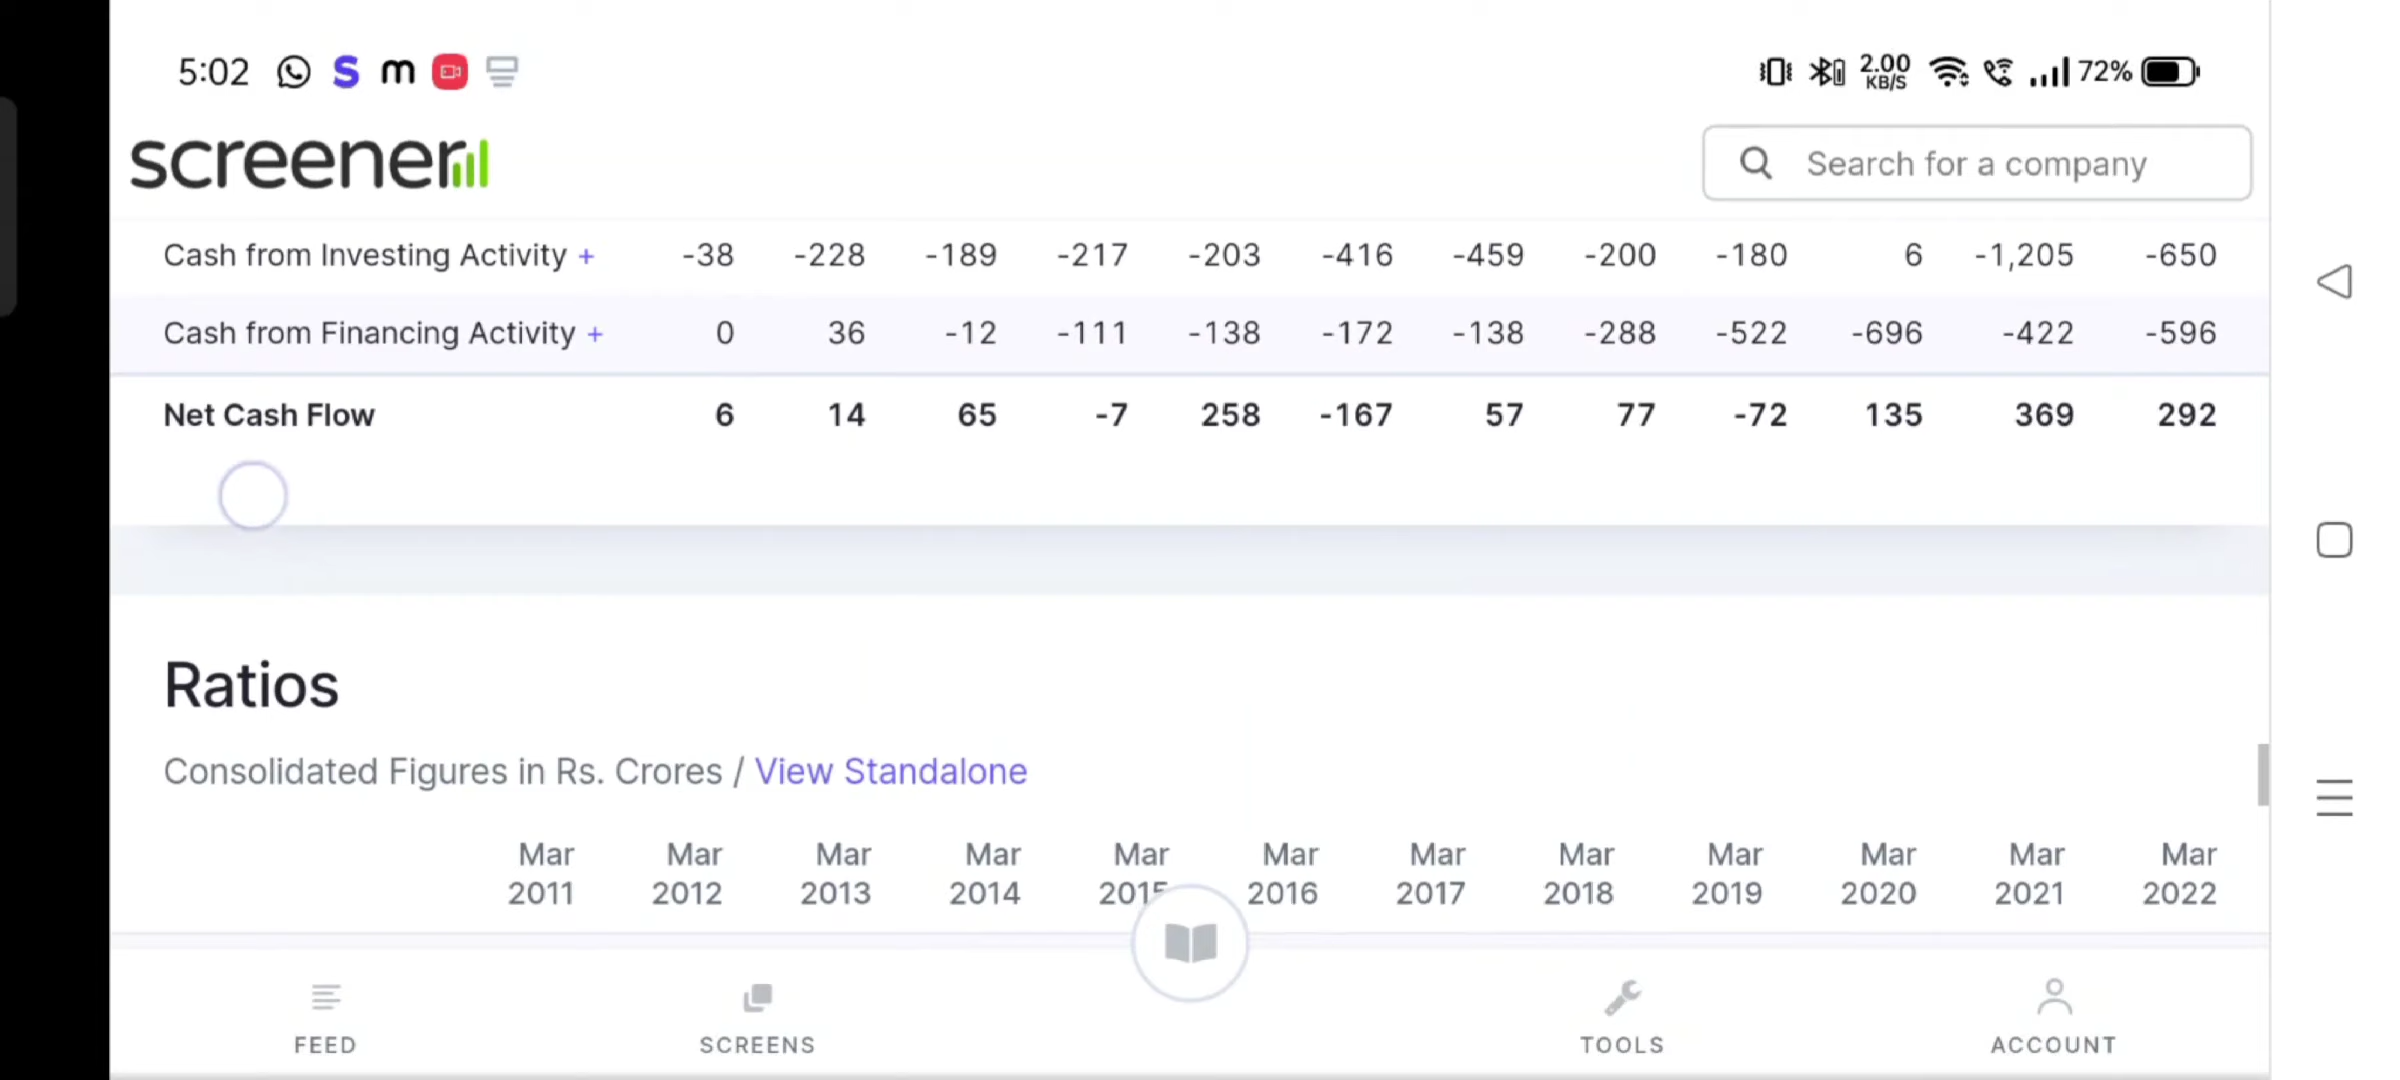 5:02 S m 2.00 KB/S 72%
screener
Search for a company
Cash from Investing Activity + -38 -228 -189 -217 -203 -416 -459 -200 -180 6 -1,205 -650
Cash from Financing Activity + 0 36 -12 -111 -138 -172 -138 -288 -522 -696 -422 -596
Net Cash Flow 6 14 65 -7 258 -167 57 77 -72 135 369 292
Ratios
Consolidated Figures in Rs. Crores / View Standalone
Mar Mar Mar Mar Mar Mar Mar Mar Mar Mar Mar Mar
2011 2012 2013 2014 2015 2016 2017 2018 2019 2020 2021 2022
FEED SCREENS TOOLS ACCOUNT